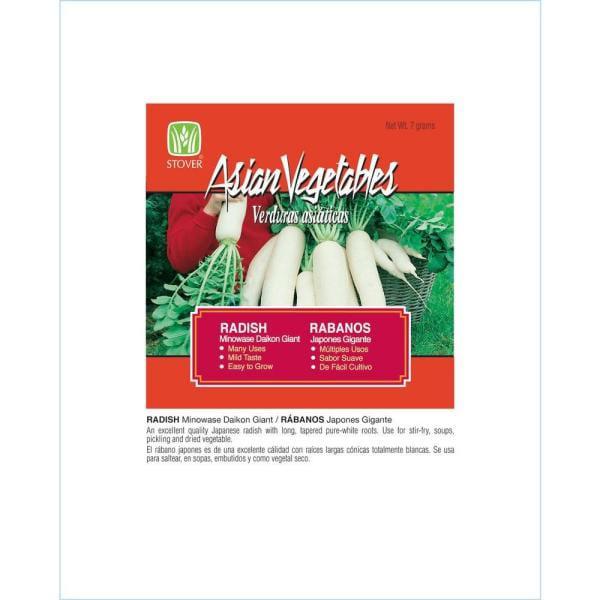 Net Wt. 7 grams
STOVER®
Asian Vegetables
Verduras asiáticas
RADISH
Minowase Daikon Giant
• Many Uses
• Mild Taste
• Easy to Grow
RABANOS
Japones Gigante
• Múltiples Usos
• Sabor Suave
• De Fácil Cultivo
RADISH Minowase Daikon Giant / RÁBANOS Japones Gigante
An excellent quality Japanese radish with long, tapered pure-white roots. Use for stir-fry, soups,
pickling and dried vegetable.
El rábano japones es de una excelente cálidad con raíces largas cónicas totalmente blancas. Se usa
para saltear, en sopas, embutidos y como vegetal seco.